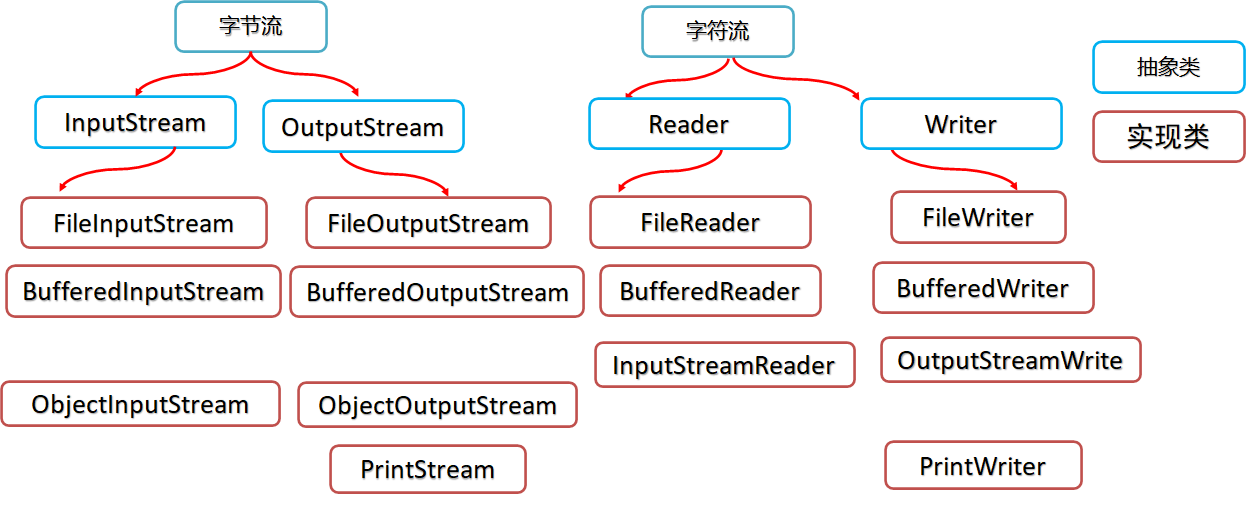 字节流
字符流
抽象类
InputStream
OutputStream
Reader
Writer
实现类
FileInputStream
FileOutputStream
FileReader
FileWriter
BufferedInputStream
BufferedOutputStream
BufferedReader
BufferedWriter
InputStreamReader
OutputStreamWrite
ObjectInputStream
ObjectOutputStream
PrintStream
PrintWriter